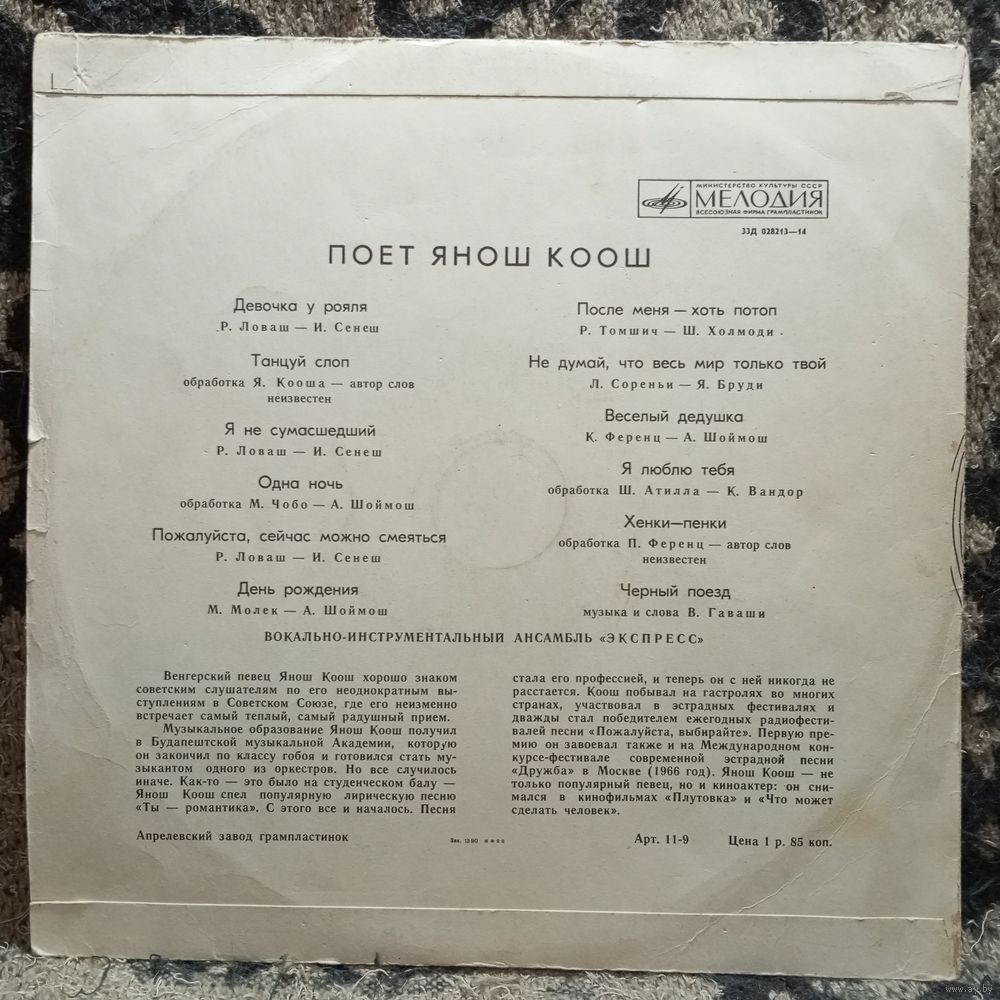 МИНИСТЕРСТВО КУЛЬТУРЫ СССР
МЕЛОДИЯ
ВСЕСОЮЗНАЯ ФИРМА ГРАМПЛАСТИНОК
33Д 028213—14
ПОЕТ ЯНОШ КООШ
Девочка у рояля
Р. Ловаш — И. Сенеш
Танцуй слоп
обработка Я. Кооша — автор слов
неизвестен
Я не сумасшедший
Р. Ловаш — И. Сенеш
Одна ночь
обработка М. Чобо — А. Шоймош
Пожалуйста, сейчас можно смеяться
Р. Ловаш — И. Сенеш
День рождения
М. Молек — А. Шоймош
После меня — хоть потоп
Р. Томшич — Ш. Холмоди .
Не думай, что весь мир только твой
Л. Сореньи — Я. Бруди
Веселый дедушка
К. Ференц — А. Шоймош
Я люблю тебя
обработка Ш. Атилла — К. Вандор
Хенки—пенки
обработка П. Ференц — автор слов
неизвестен
Черный поезд
музыка и слова В. Гаваши
ВОКАЛЬНО-ИНСТРУМЕНТАЛЬНЫЙ АНСАМБЛЬ «ЭКСПРЕСС»
Венгерский певец Янош Коош хорошо знаком
советским слушателям по его неоднократным вы-
ступлениям в Советском Союзе, где его неизменно
встречает самый теплый, самый радушный прием.
Музыкальное образование Янош Коош получил
в Будапештской музыкальной Академии, которую
он закончил по классу гобоя и готовился стать му-
зыкантом одного из оркестров. Но все случилось
иначе. Как-то — это было на студенческом балу —
Янош Коош спел популярную лирическую песню
«Ты — романтика». С этого все и началось. Песня
стала его профессией, и теперь он с ней никогда не
расстается. Коош побывал на гастролях во многих
странах, участвовал в эстрадных фестивалях и
дважды стал победителем ежегодных радиофести-
валей песни «Пожалуйста, выбирайте». Первую пре-
мию он завоевал также и на Международном кон-
курсе-фестивале современной эстрадной песни
«Дружба» в Москве (1966 год). Янош Коош — не
только популярный певец, но и киноактер: он сни-
мался в кинофильмах «Плутовка» и «Что может
сделать человек».
Апрелевский завод грампластинок
Зак. 1390
Арт. 11-9
Цена 1 р. 85 коп.
www.ay.by